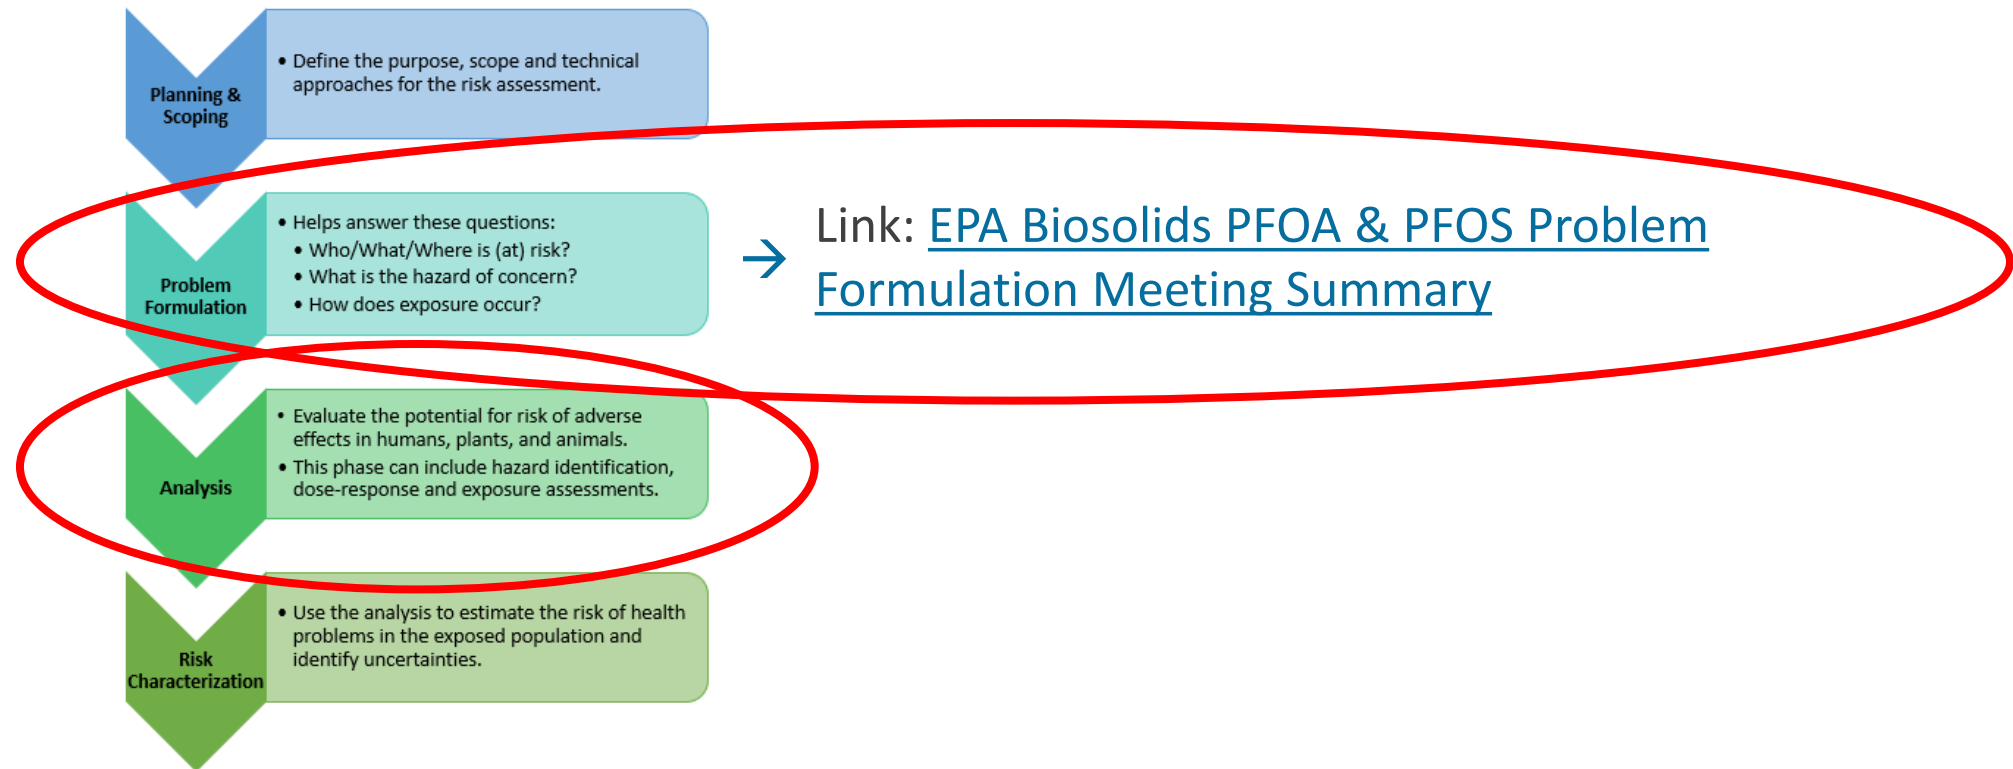 Planning &
Scoping
• Define the purpose, scope and technical
approaches for the risk assessment.
Problem
Formulation
• Helps answer these questions:
• Who/What/Where is (at) risk?
• What is the hazard of concern?
• How does exposure occur?
→
Link: EPA Biosolids PFOA & PFOS Problem
Formulation Meeting Summary
Analysis
• Evaluate the potential for risk of adverse
effects in humans, plants, and animals.
• This phase can include hazard identification,
dose-response and exposure assessments.
Risk
Characterization
• Use the analysis to estimate the risk of health
problems in the exposed population and
identify uncertainties.